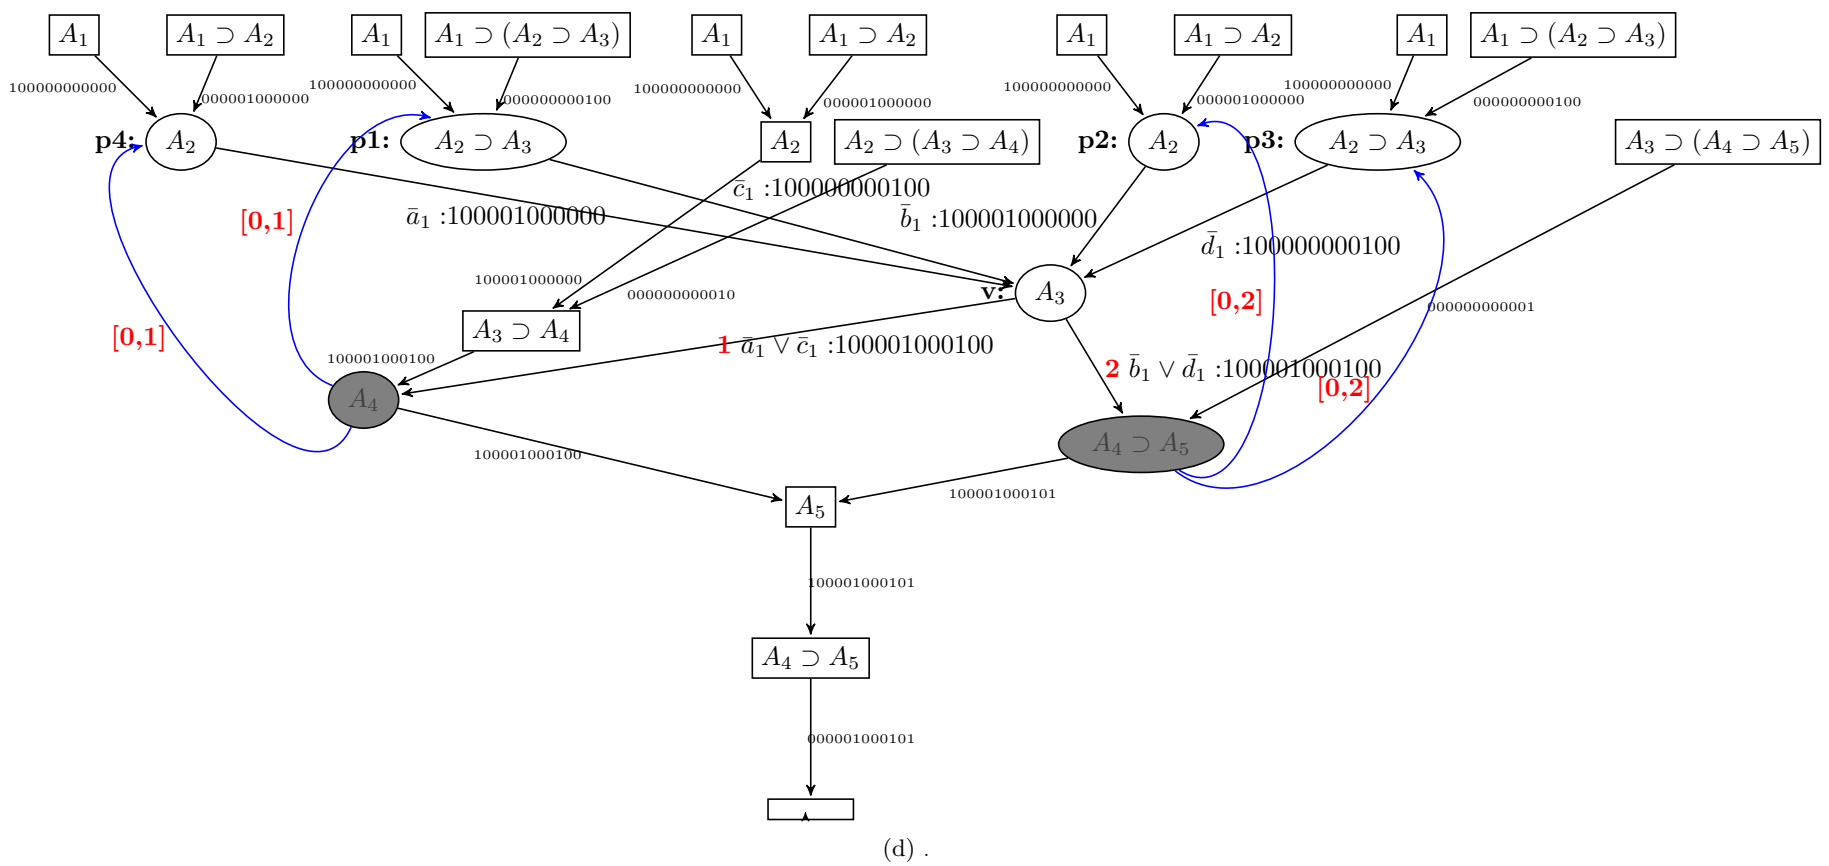 A₁ A₁ ⊃ A₂ A₁ A₁ ⊃ (A₂ ⊃ A₃) A₁ A₁ ⊃ A₂ A₁ A₁ ⊃ A₂ A₁ A₁ ⊃ (A₂ ⊃ A₃)
100000000000 000001000000 100000000000 000000000100 100000000000 000001000000 100000000000 000001000000 100000000000 000000000100
p4: A₂ p1: A₂ ⊃ A₃ A₂ A₂ ⊃ (A₃ ⊃ A₄) p2: A₂ p3: A₂ ⊃ A₃ A₃ ⊃ (A₄ ⊃ A₅)
c̄₁ :100000000100
[0,1] ā₁ :100001000000 b̄₁ :100001000000
d̄₁ :100000000100
100001000000 000000000010 v: A₃ [0,2] 000000000001
[0,1] A₃ ⊃ A₄ 1 ā₁ ∨ c̄₁ :100001000100
100001000100 2 b̄₁ ∨ d̄₁ :100001000100
A₄ [0,2]
100001000100 A₄ ⊃ A₅
100001000101
A₅
100001000101
A₄ ⊃ A₅
000001000101
(d) .